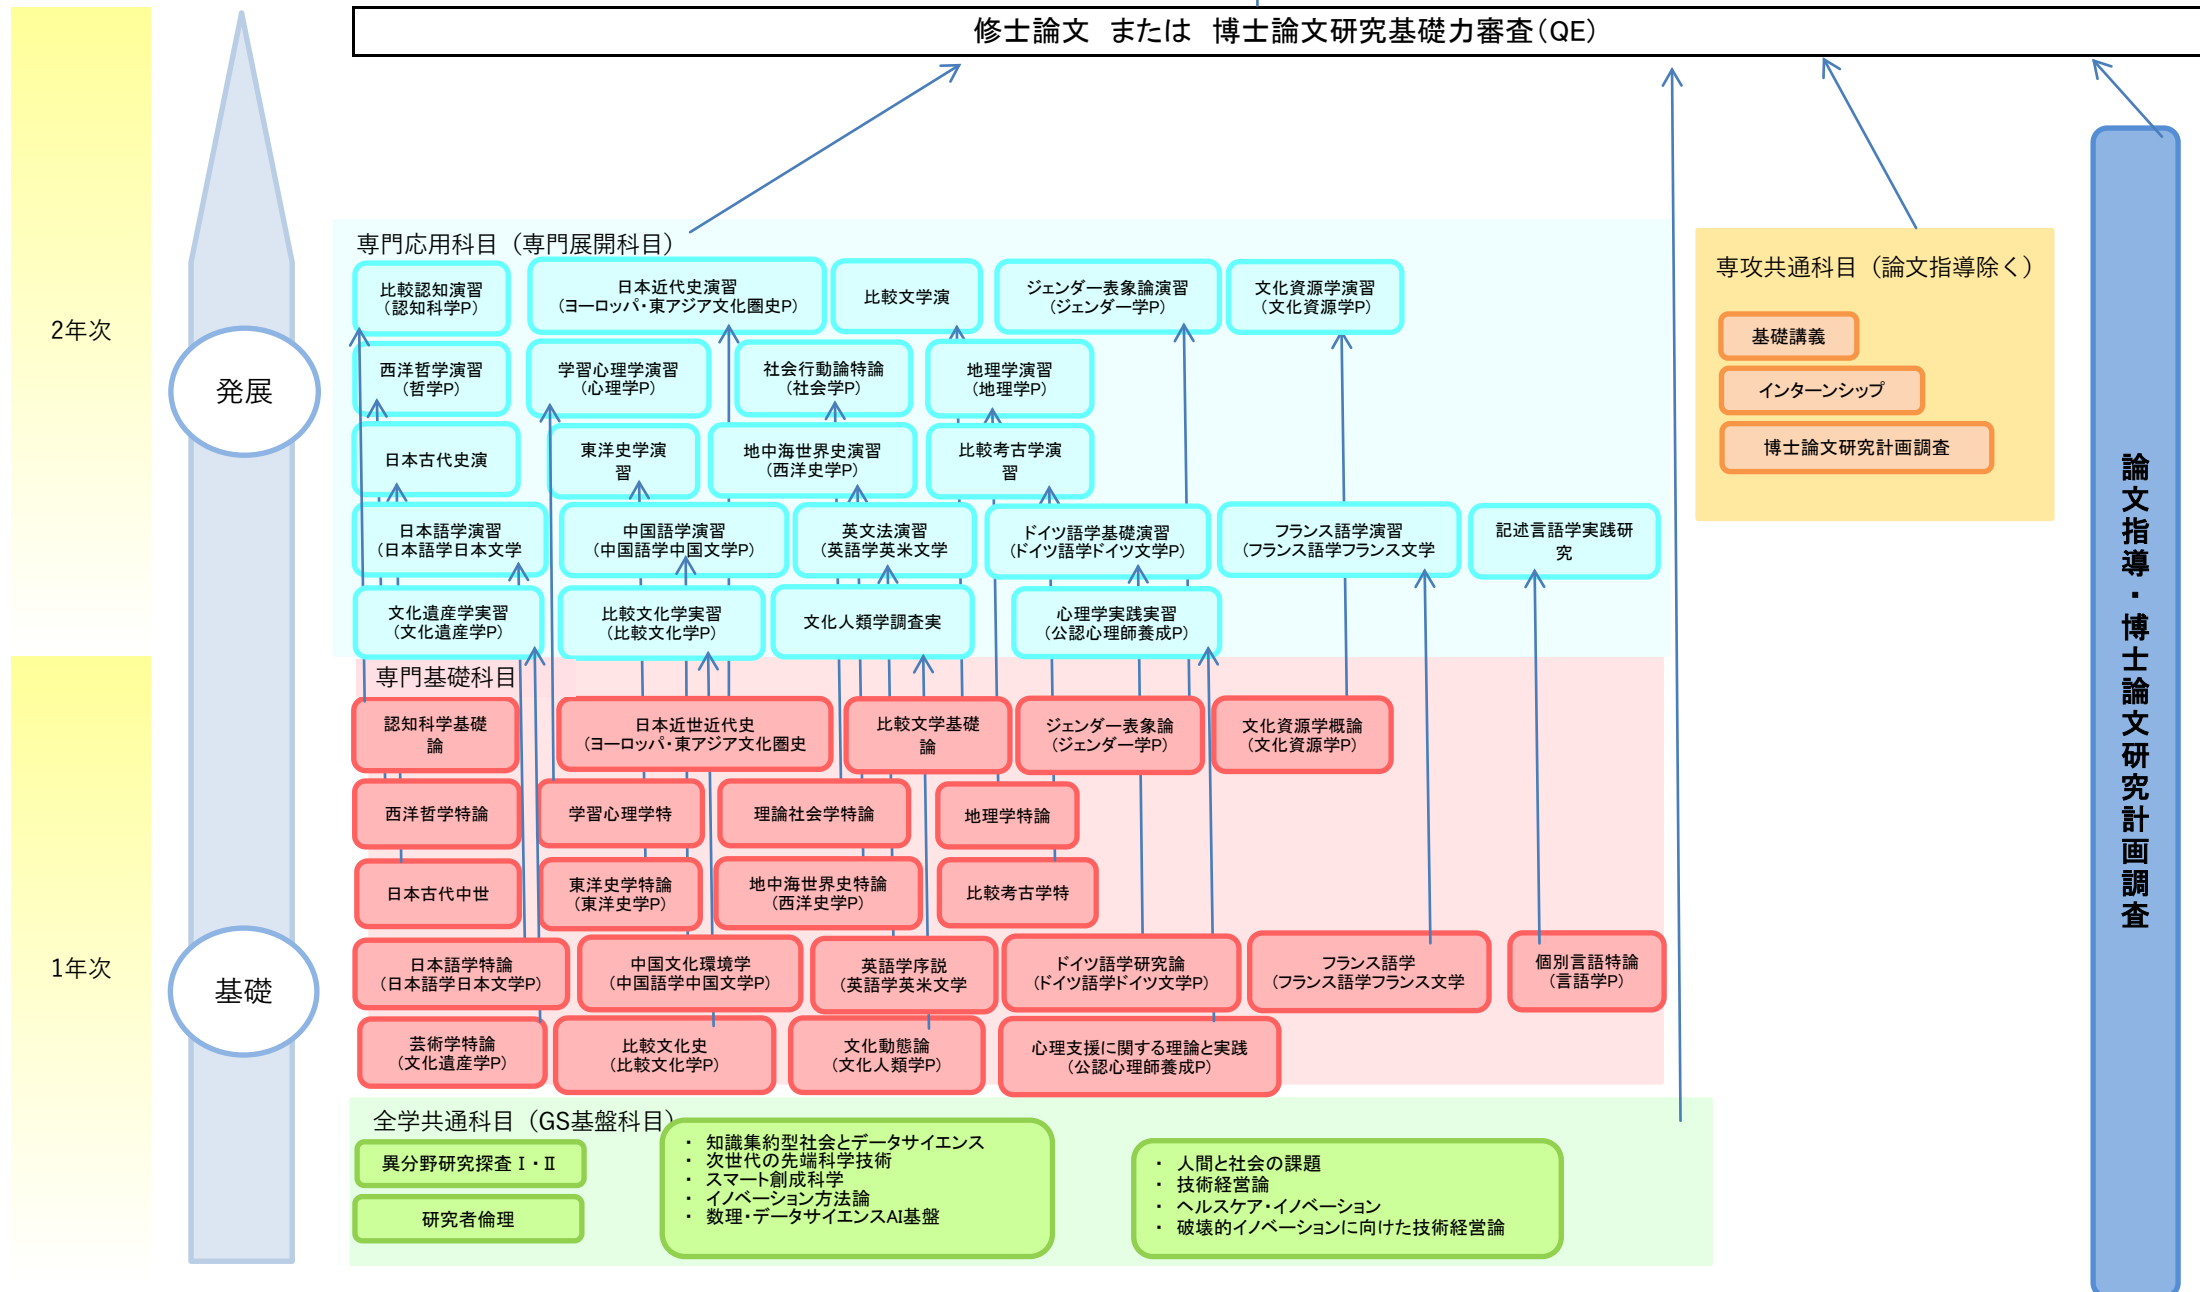 修士論文　または　博士論文研究基礎力審査（QE）
2年次
発展
専門応用科目（専門展開科目）
比較認知演習
（認知科学P）
日本近代史演習
（ヨーロッパ・東アジア文化圏史P）
比較文学演
ジェンダー表象論演習
（ジェンダー学P）
文化資源学演習
（文化資源学P）
西洋哲学演習
（哲学P）
学習心理学演習
（心理学P）
社会行動論特論
（社会学P）
地理学演習
（地理学P）
日本古代史演
東洋史学演
習
地中海世界史演習
（西洋史学P）
比較考古学演
習
日本語学演習
（日本語学日本文学
中国語学演習
（中国語学中国文学P）
英文法演習
（英語学英米文学
ドイツ語学基礎演習
（ドイツ語学ドイツ文学P）
フランス語学演習
（フランス語学フランス文学
記述言語学実践研
究
文化遺産学実習
（文化遺産学P）
比較文化学実習
（比較文化学P）
文化人類学調査実
心理学実践実習
（公認心理師養成P）
専攻共通科目（論文指導除く）
基礎講義
インターンシップ
博士論文研究計画調査
論文指導・博士論文研究計画調査
1年次
基礎
専門基礎科目
認知科学基礎
論
日本近世近代史
（ヨーロッパ・東アジア文化圏史
比較文学基礎
論
ジェンダー表象論
（ジェンダー学P）
文化資源学概論
（文化資源学P）
西洋哲学特論
学習心理学特
理論社会学特論
地理学特論
日本古代中世
東洋史学特論
（東洋史学P）
地中海世界史特論
（西洋史学P）
比較考古学特
日本語学特論
（日本語学日本文学P）
中国文化環境学
（中国語学中国文学P）
英語学序説
（英語学英米文学
ドイツ語学研究論
（ドイツ語学ドイツ文学P）
フランス語学
（フランス語学フランス文学
個別言語特論
（言語学P）
芸術学特論
（文化遺産学P）
比較文化史
（比較文化学P）
文化動態論
（文化人類学P）
心理支援に関する理論と実践
（公認心理師養成P）
全学共通科目（GS基盤科目）
異分野研究探査Ⅰ・Ⅱ
研究者倫理
・ 知識集約型社会とデータサイエンス
・ 次世代の先端科学技術
・ スマート創成科学
・ イノベーション方法論
・ 数理・データサイエンスAI基盤
・ 人間と社会の課題
・ 技術経営論
・ ヘルスケア・イノベーション
・ 破壊的イノベーションに向けた技術経営論